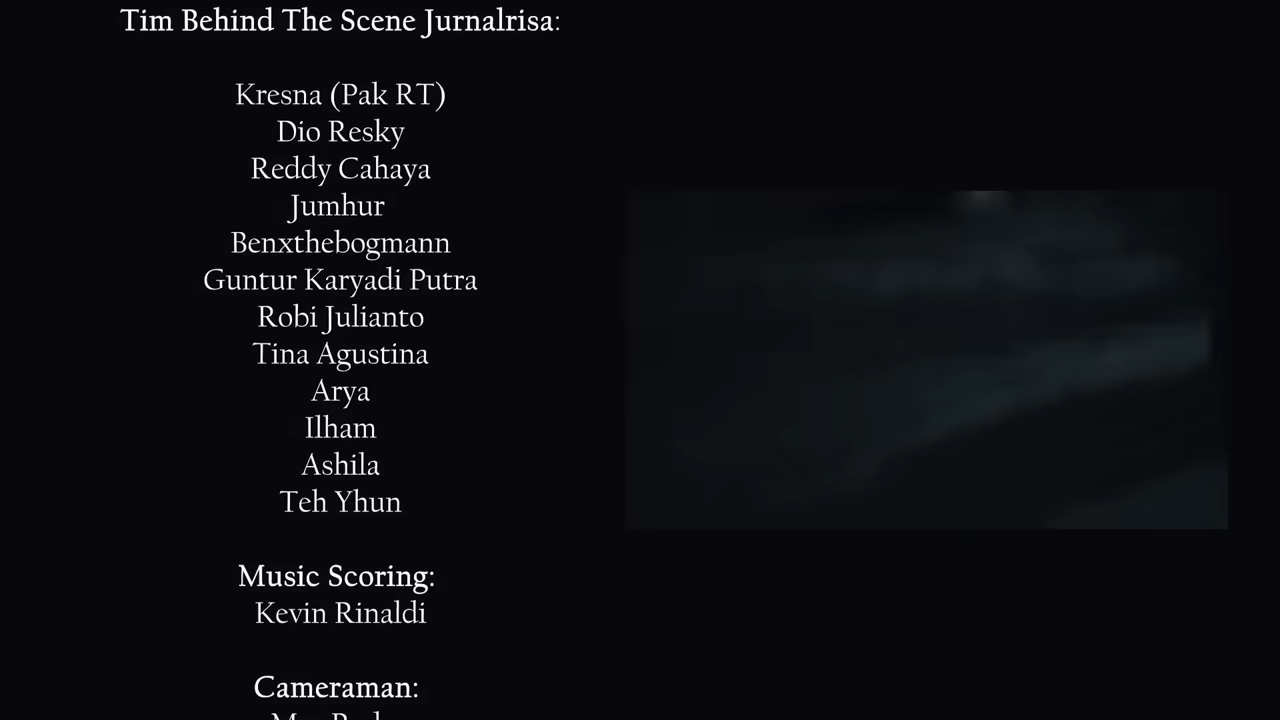 Tim Behind The Scene Jurnalrisa:
Kresna (Pak RT)
Dio Resky
Reddy Cahaya
Jumhur
Benxthebogmann
Guntur Karyadi Putra
Robi Julianto
Tina Agustina
Arya
Ilham
Ashila
Teh Yhun
Music Scoring:
Kevin Rinaldi
Cameraman: